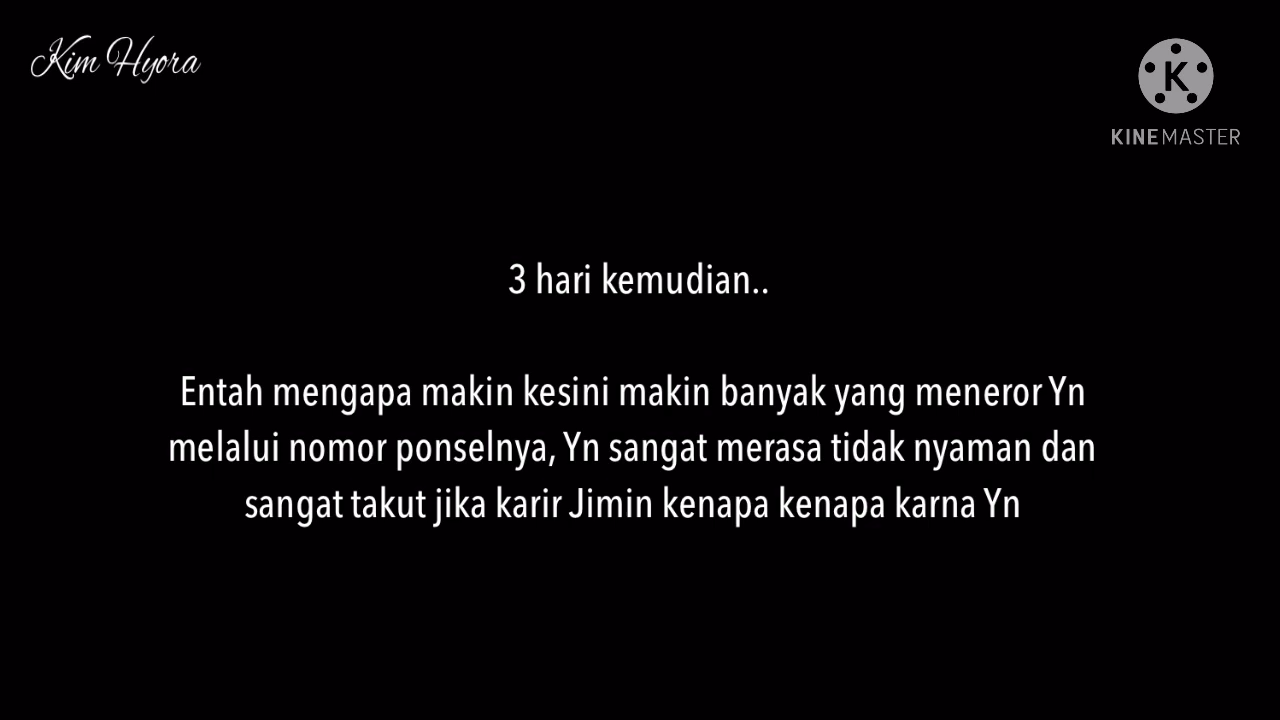 Kim Hyora
K
KINEMASTER
3 hari kemudian..
Entah mengapa makin kesini makin banyak yang meneror Yn
melalui nomor ponselnya, Yn sangat merasa tidak nyaman dan
sangat takut jika karir Jimin kenapa kenapa karna Yn